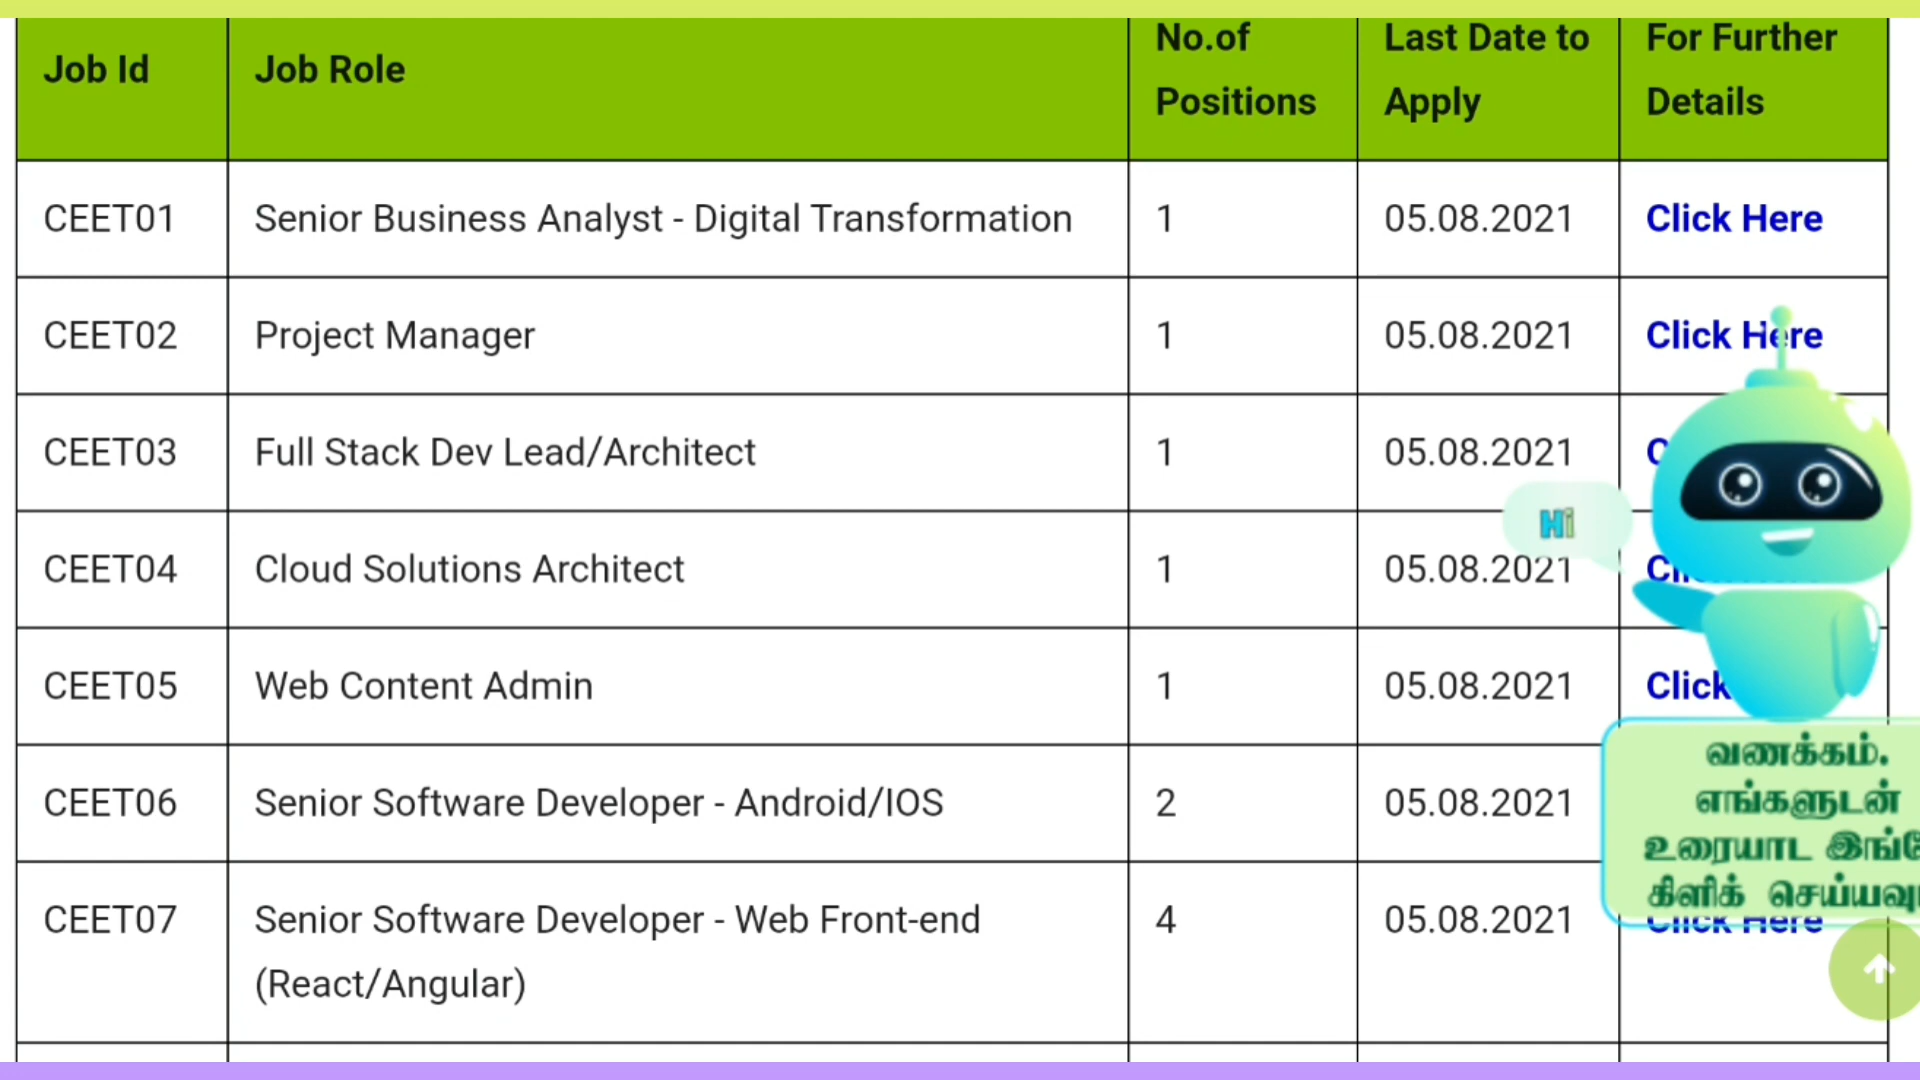 Job Id Job Role No.of Positions Last Date to Apply For Further Details
CEET01 Senior Business Analyst - Digital Transformation 1 05.08.2021 Click Here
CEET02 Project Manager 1 05.08.2021 Click Here
CEET03 Full Stack Dev Lead/Architect 1 05.08.2021
Hi
CEET04 Cloud Solutions Architect 1 05.08.2021
CEET05 Web Content Admin 1 05.08.2021 Click
CEET06 Senior Software Developer - Android/IOS 2 05.08.2021
CEET07 Senior Software Developer - Web Front-end 4 05.08.2021 Click Here
(React/Angular)
வணக்கம்.
எங்களுடன்
உரையாட
கிளிக்